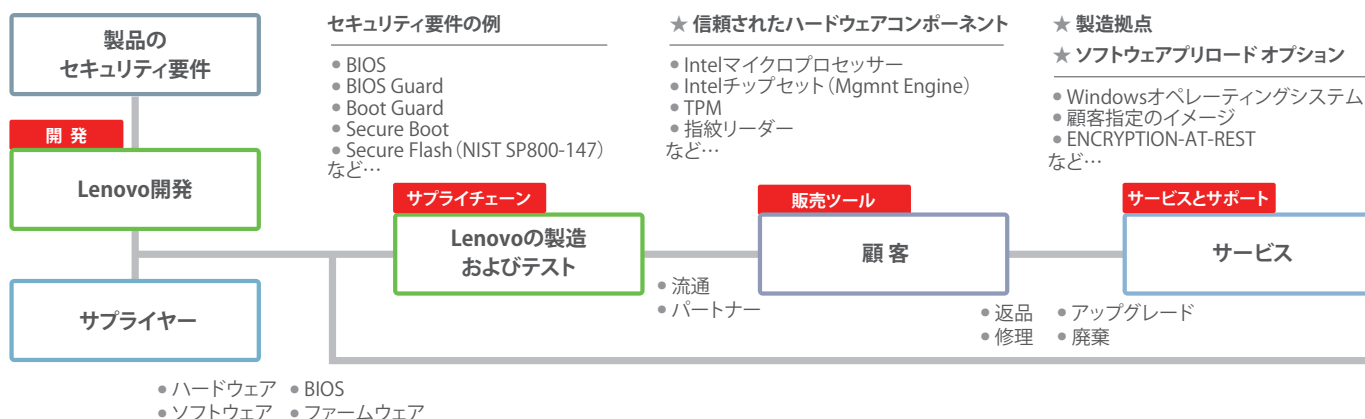 製品の
セキュリティ要件
開 発
Lenovo開発
サプライヤー
• ハードウェア • BIOS
• ソフトウェア • ファームウェア
セキュリティ要件の例
• BIOS
• BIOS Guard
• Boot Guard
• Secure Boot
• Secure Flash(NIST SP800-147)
など…
★ 信頼されたハードウェアコンポーネント
• Intelマイクロプロセッサー
• Intelチップセット(Mgmnt Engine)
• TPM
• 指紋リーダー
など…
★ 製造拠点
★ ソフトウェアプリロード オプション
• Windowsオペレーティングシステム
• 顧客指定のイメージ
• ENCRYPTION-AT-REST
など…
サプライチェーン
Lenovoの製造
およびテスト
• 流通
• パートナー
販売ツール
顧 客
• 返品 • アップグレード
• 修理 • 廃棄
サービスとサポート
サービス